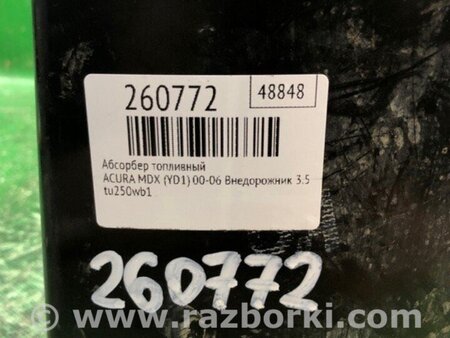 260772
48848
Абсорбер топливный
ACURA MDX (YD1) 00-06 Внедорожник 3.5
tu250wb1
260772
www.razborki.com